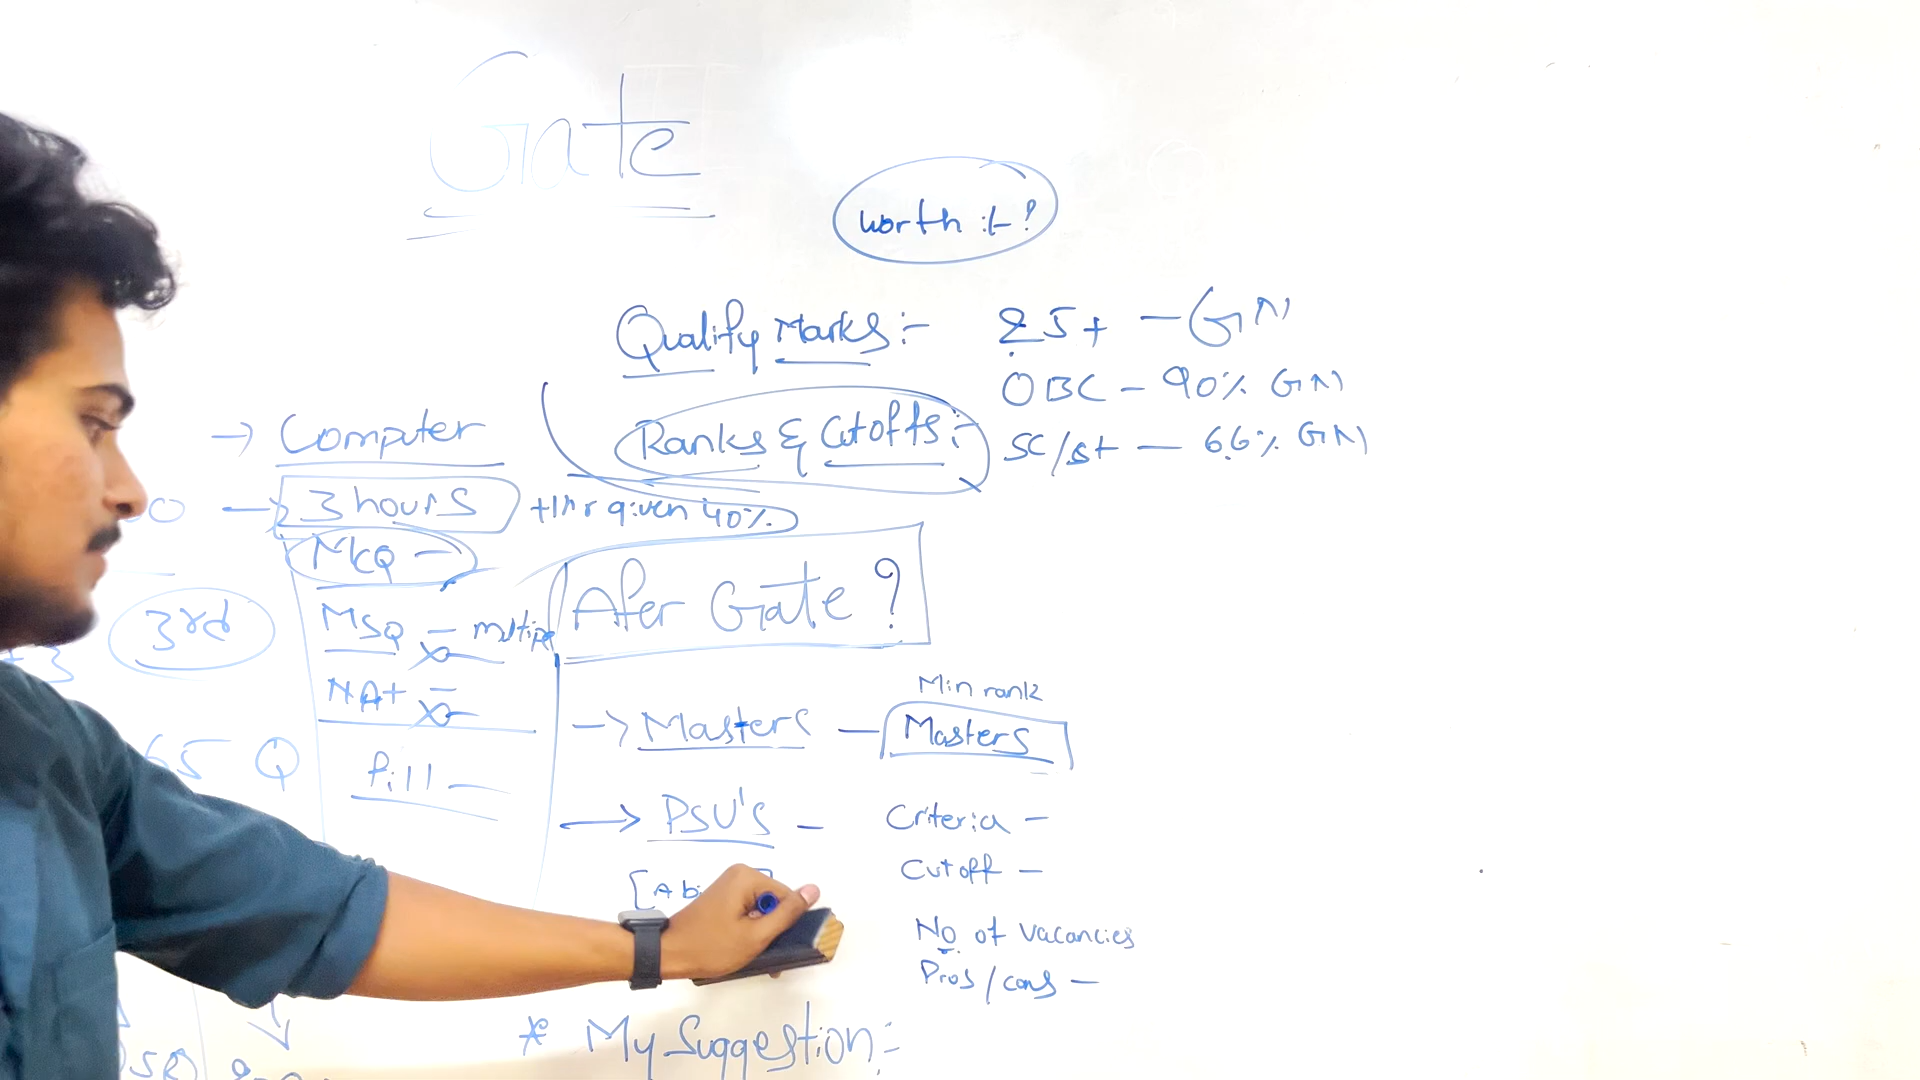 Gate
worth it?
Qualify Marks :- 25+ - GN
OBC - 90% GN
Ranks & Cutoffs :-
SC/St - 66% GN
-> Computer
-> 3 hours +1hr given 40%
MCQ -
MSQ - multiple
NAt -
fill -
3rd
65 Q
Afer Gate ?
-> Masters - Masters
Min rank
-> PSU's -
Criteria -
Cutoff -
No of vacancies
Pros/cons -
* My Suggestion :-